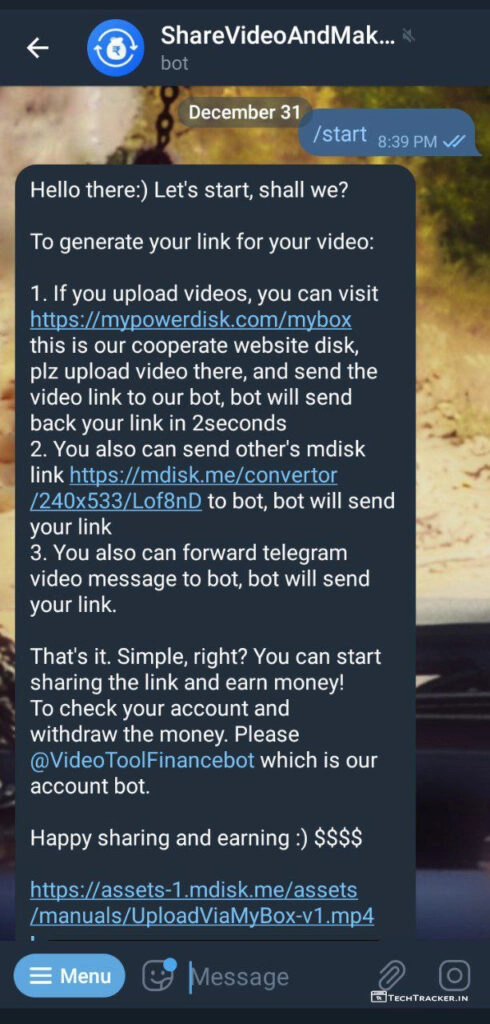 ShareVideoAndMak...
bot
December 31
/start 8:39 PM
Hello there:) Let's start, shall we?
To generate your link for your video:
1. If you upload videos, you can visit
https://mypowerdisk.com/mybox
this is our cooperate website disk,
plz upload video there, and send the
video link to our bot, bot will send
back your link in 2seconds
2. You also can send other's mdisk
link https://mdisk.me/convertor
/240x533/Lof8nD to bot, bot will send
your link
3. You also can forward telegram
video message to bot, bot will send
your link.
That's it. Simple, right? You can start
sharing the link and earn money!
To check your account and
withdraw the money. Please
@VideoToolFinancebot which is our
account bot.
Happy sharing and earning :) $$$$
https://assets-1.mdisk.me/assets
/manuals/UploadViaMyBox-v1.mp4
Menu
Message
TECHTRACKER.IN